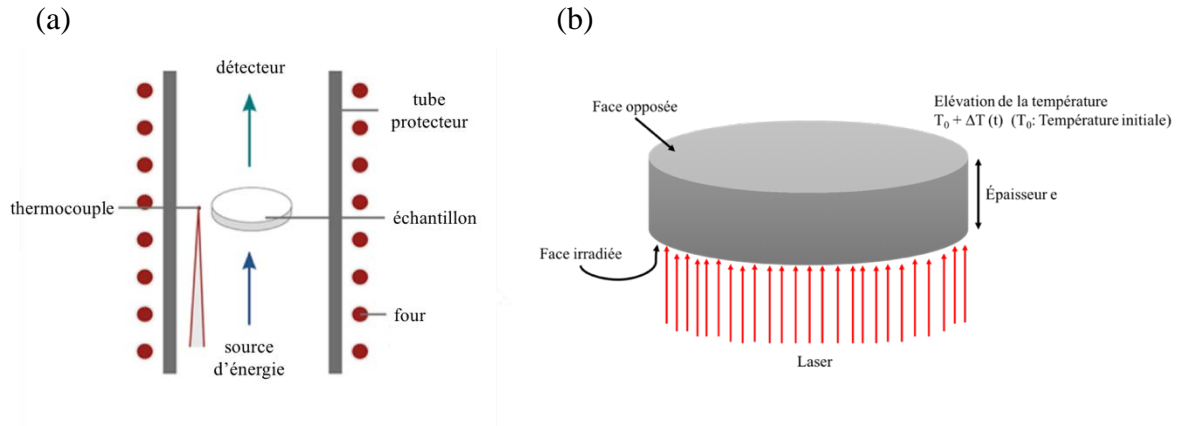 (a)
détecteur
tube
protecteur
thermocouple
échantillon
four
source
d'énergie
(b)
Face opposée
Elévation de la température
T₀ + ΔT (t) (T₀: Température initiale)
Épaisseur e
Face irradiée
Laser